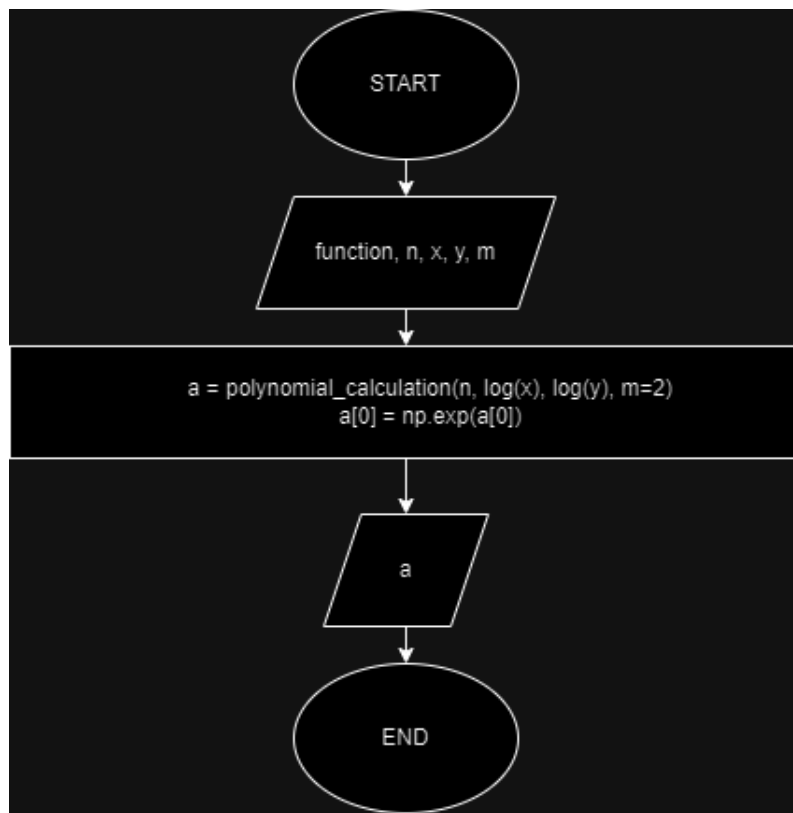 START
function, n, x, y, m
a = polynomial_calculation(n, log(x), log(y), m=2)
a[0] = np.exp(a[0])
a
END